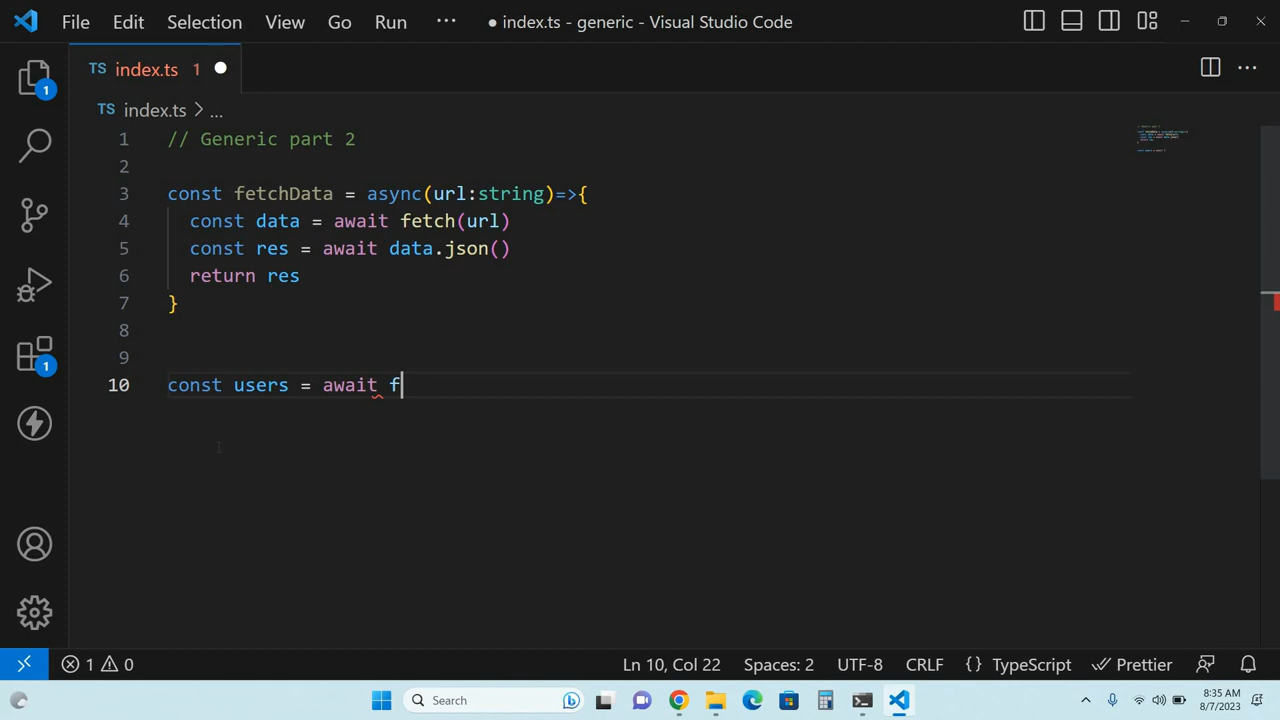 File Edit Selection View Go Run ··· ● index.ts - generic - Visual Studio Code
TS index.ts 1 ●
TS index.ts > ...
1 // Generic part 2
2
3 const fetchData = async(url:string)=>{
4 const data = await fetch(url)
5 const res = await data.json()
6 return res
7 }
8
9
10 const users = await f
1
1
1 0 Ln 10, Col 22 Spaces: 2 UTF-8 CRLF {} TypeScript Prettier
Search 8:35 AM
8/7/2023